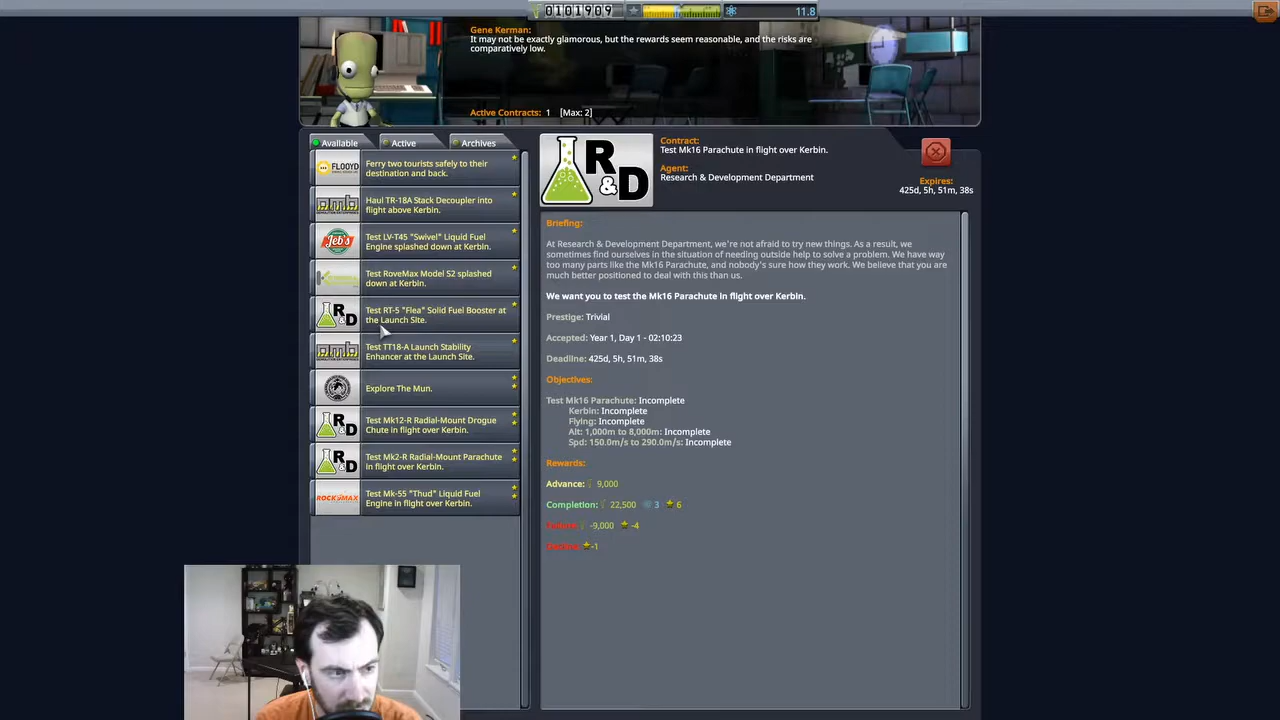 0101909
11.8
Gene Kerman:
It may not be exactly glamorous, but the rewards seem reasonable, and the risks are
comparatively low.
Active Contracts: 1 [Max: 2]
Available
Active
Archives
FLOOYD
Ferry two tourists safely to their
destination and back.
Haul TR-18A Stack Decoupler into
flight above Kerbin.
Jeb's
Test LV-T45 "Swivel" Liquid Fuel
Engine splashed down at Kerbin.
Test RoveMax Model S2 splashed
down at Kerbin.
R&D
Test RT-5 "Flea" Solid Fuel Booster at
the Launch Site.
Test TT18-A Launch Stability
Enhancer at the Launch Site.
Explore The Mun.
R&D
Test Mk12-R Radial-Mount Drogue
Chute in flight over Kerbin.
R&D
Test Mk2-R Radial-Mount Parachute
in flight over Kerbin.
ROCKOMAX
Test Mk-55 "Thud" Liquid Fuel
Engine in flight over Kerbin.
R&D
Contract:
Test Mk16 Parachute in flight over Kerbin.
Agent:
Research & Development Department
Expires:
425d, 5h, 51m, 38s
Briefing:
At Research & Development Department, we're not afraid to try new things. As a result, we
sometimes find ourselves in the situation of needing outside help to solve a problem. We have way
too many parts like the Mk16 Parachute, and nobody's sure how they work. We believe that you are
much better positioned to deal with this than us.
We want you to test the Mk16 Parachute in flight over Kerbin.
Prestige: Trivial
Accepted: Year 1, Day 1 - 02:10:23
Deadline: 425d, 5h, 51m, 38s
Objectives:
Test Mk16 Parachute: Incomplete
Kerbin: Incomplete
Flying: Incomplete
Alt: 1,000m to 8,000m: Incomplete
Spd: 150.0m/s to 290.0m/s: Incomplete
Rewards:
Advance: 9,000
Completion: 22,500 3 6
Failure: -9,000 -4
-1